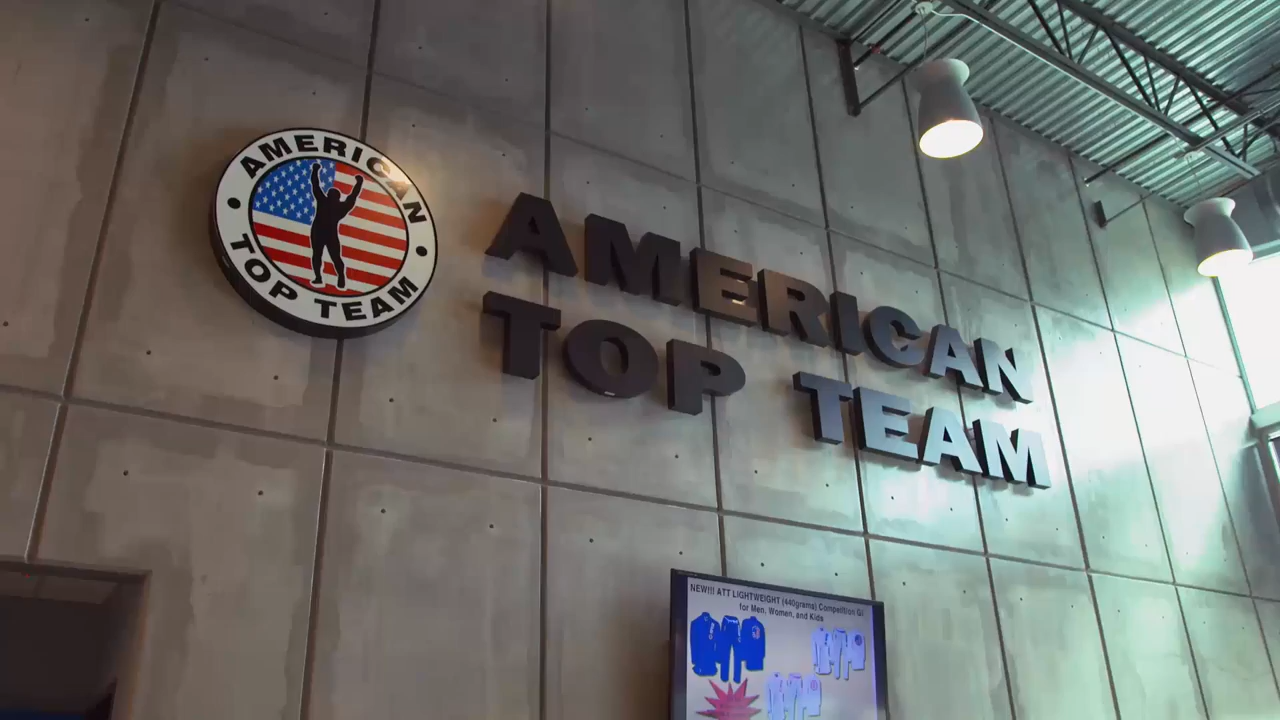 AMERICAN
TOP TEAM
AMERICAN
TOP TEAM
NEW!!! ATT LIGHTWEIGHT (440grams) Competition Gi
for Men, Women, and Kids